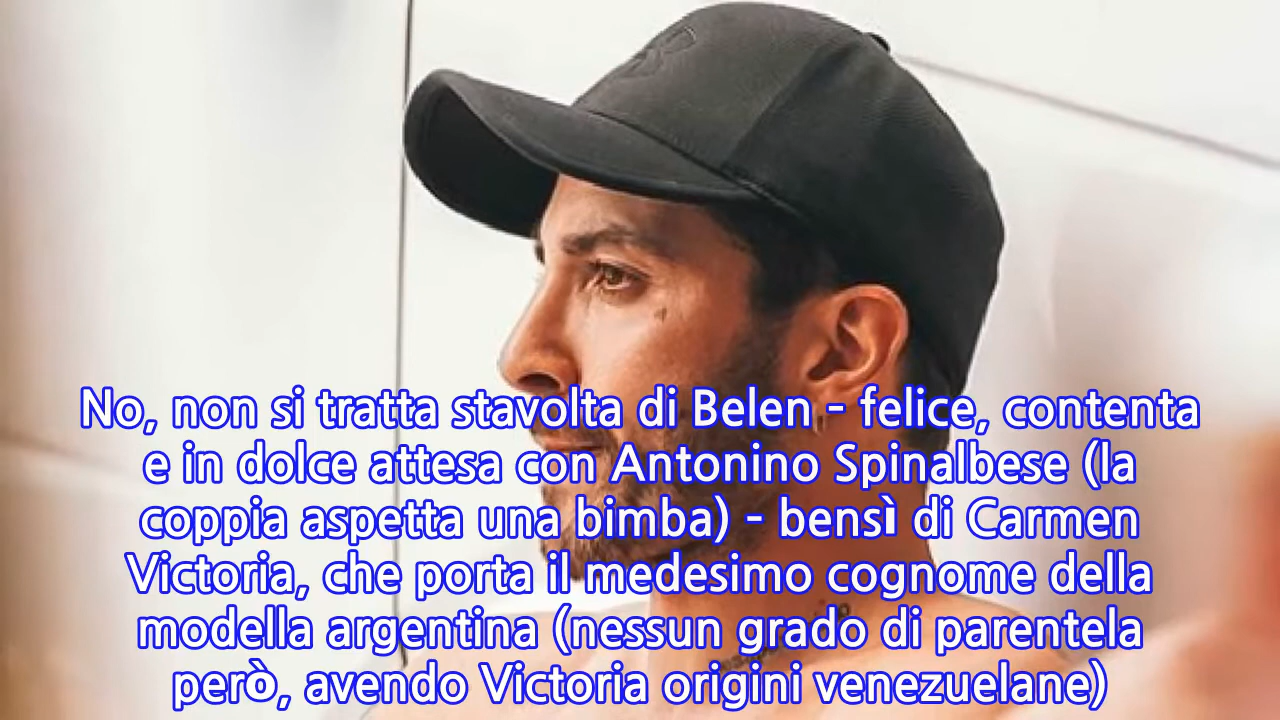 No, non si tratta stavolta di Belen - felice, contenta
e in dolce attesa con Antonino Spinalbese (la
coppia aspetta una bimba) - bensì di Carmen
Victoria, che porta il medesimo cognome della
modella argentina (nessun grado di parentela
però, avendo Victoria origini venezuelane)